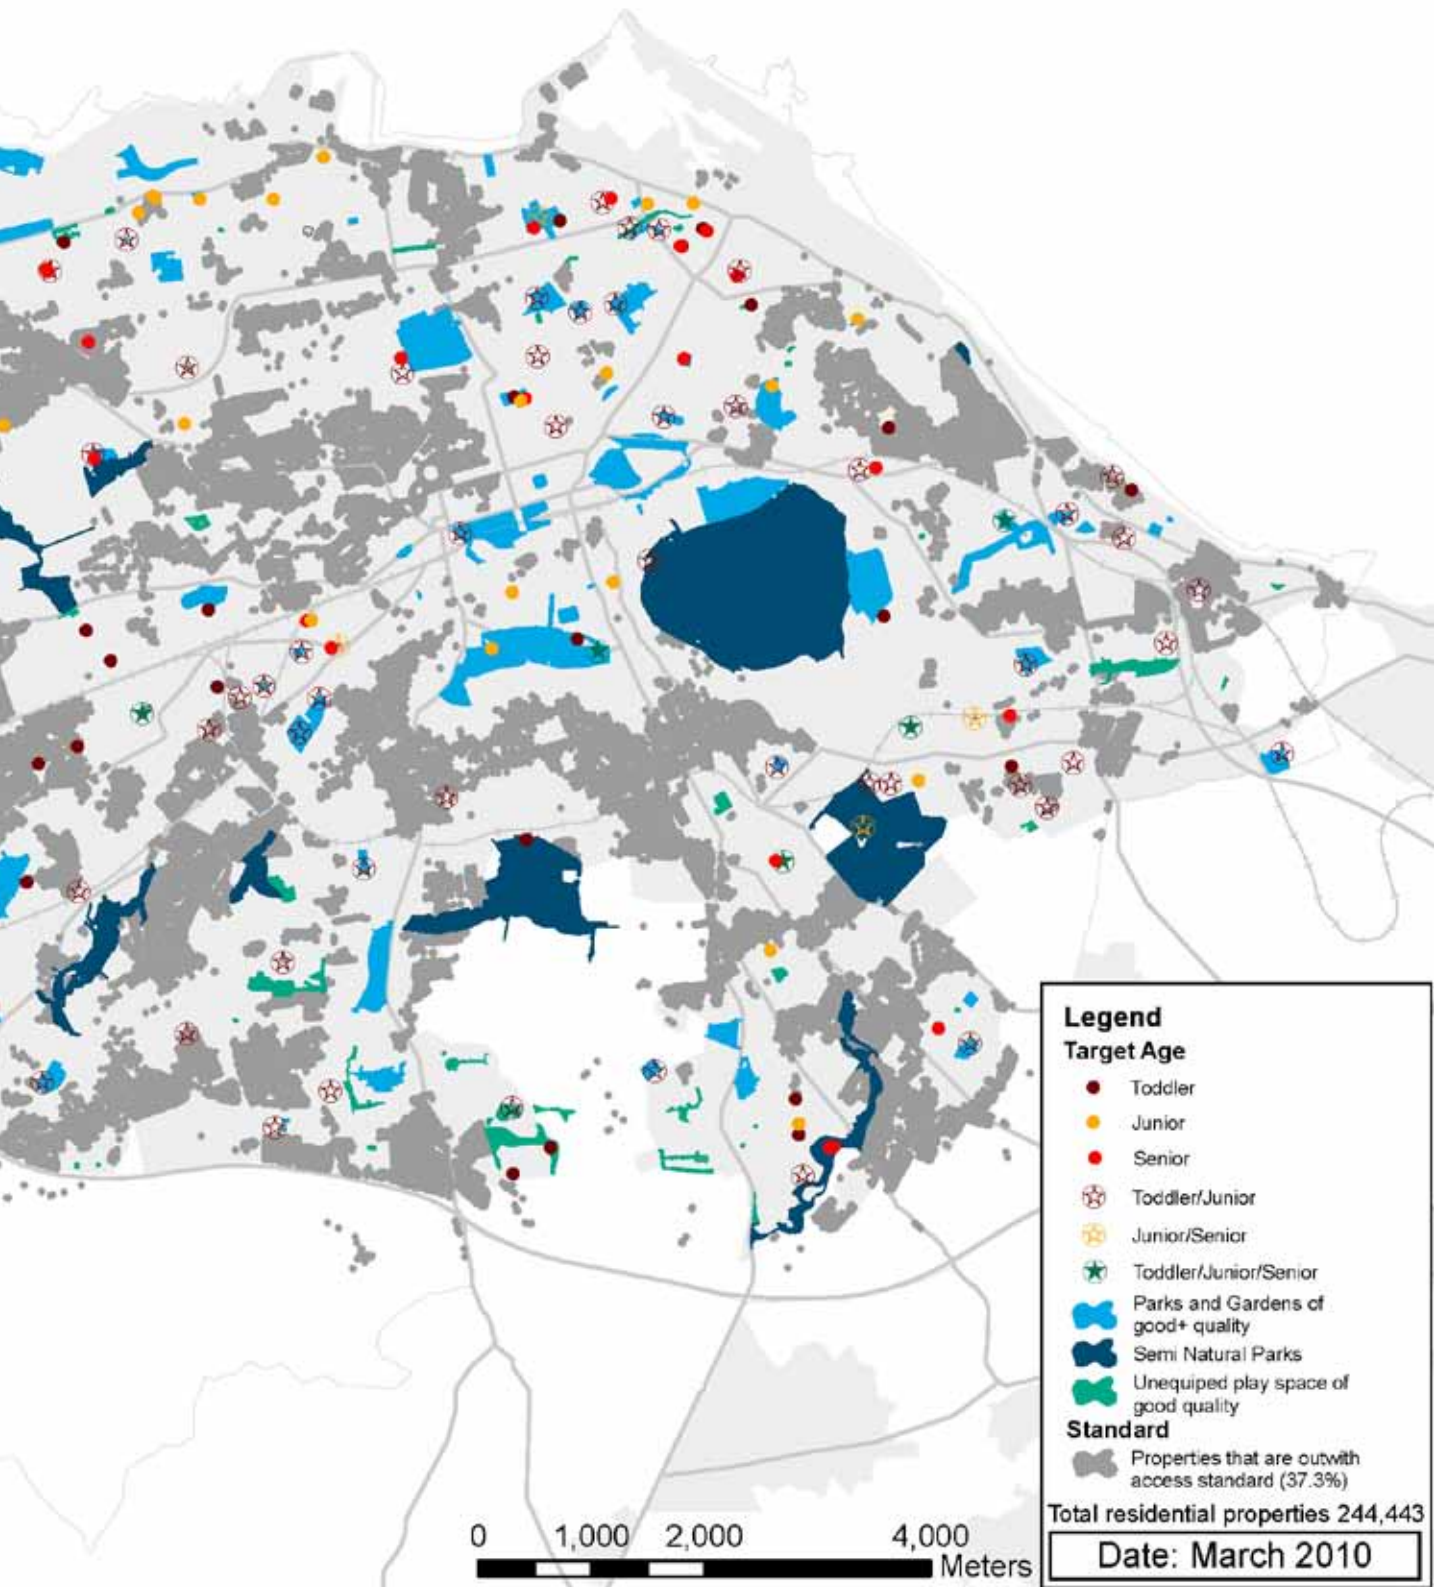 Legend
Target Age
Toddler
Junior
Senior
Toddler/Junior
Junior/Senior
Toddler/Junior/Senior
Parks and Gardens of
good+ quality
Semi Natural Parks
Unequiped play space of
good quality
Standard
Properties that are outwith
access standard (37.3%)
Total residential properties 244,443
Date: March 2010
0 1,000 2,000 4,000
Meters